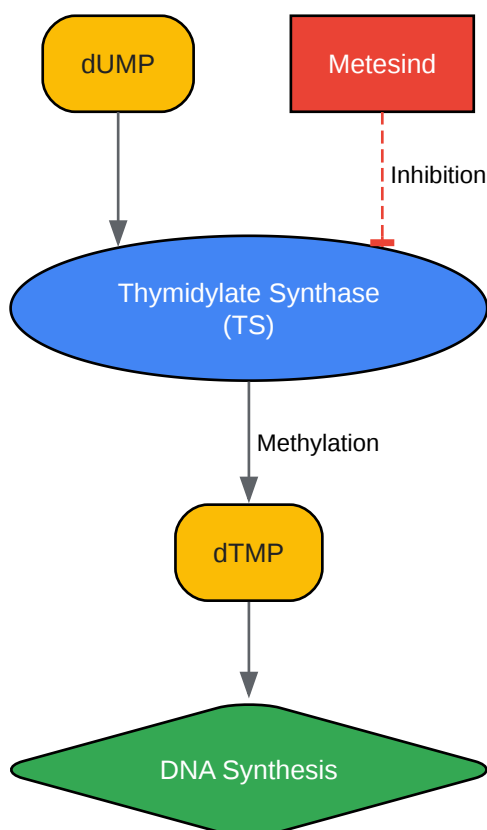 dUMP
Metesind
Inhibition
Thymidylate Synthase
(TS)
Methylation
dTMP
DNA Synthesis